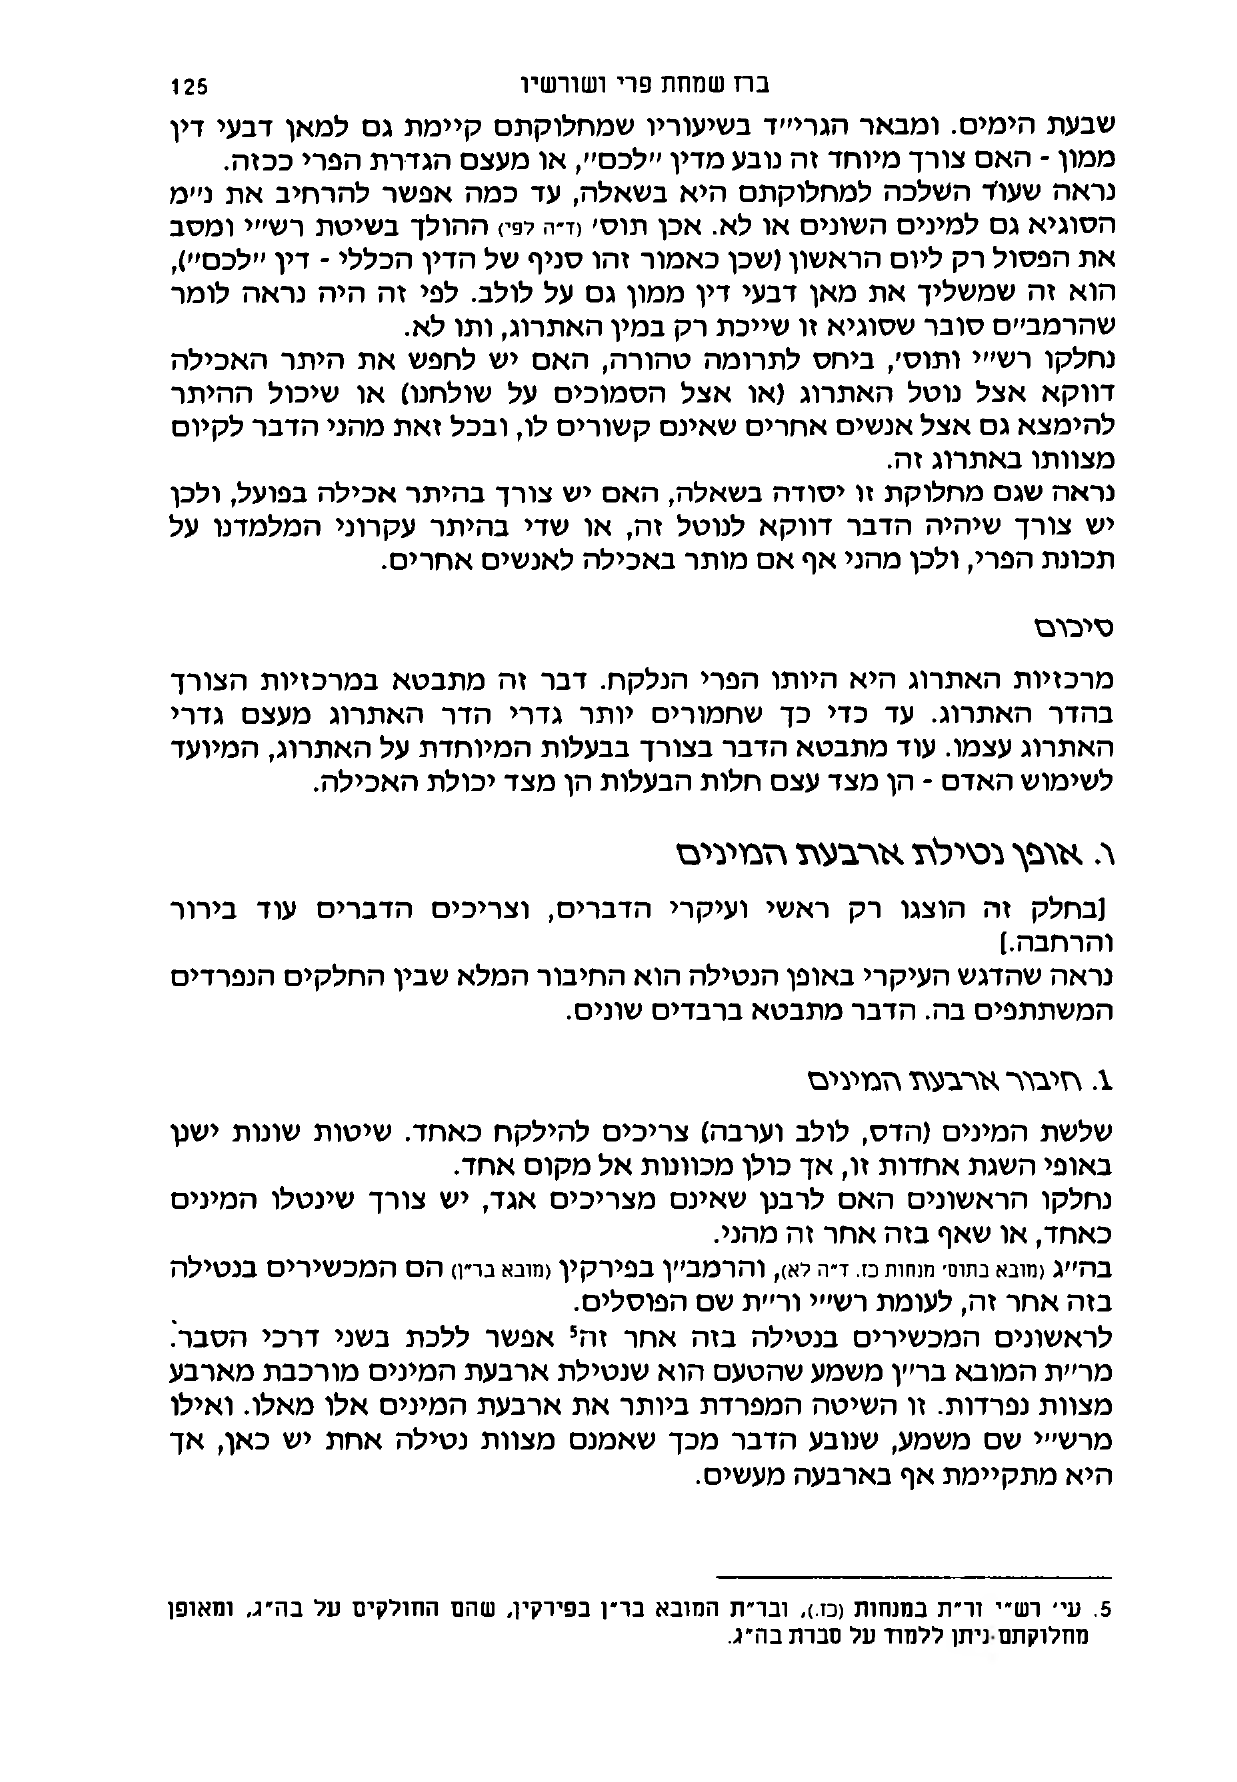 ברז שמחת פרי ושורשיו 125
שבעת הימים. ומבאר הגרי״ד בשיעוריו שמחלוקתם קיימת גם למאן דבעי דין
ממון - האם צורך מיוחד זה נובע מדין ״לכם״, או מעצם הגדרת הפרי ככזה.
נראה שעוד השלכה למחלוקתם היא בשאלה, עד כמה אפשר להרחיב את נ״מ
הסוגיא גם למינים השונים או לא. אכן תוס׳ (ד״ה לפי) ההולך בשיטת רש״י ומסב
את הפסול רק ליום הראשון (שכן כאמור זהו סניף של הדין הכללי - דין ״לכם״),
הוא זה שמשליך את מאן דבעי דין ממון גם על לולב. לפי זה היה נראה לומר
שהרמב״ם סובר שסוגיא זו שייכת רק במין האתרוג, ותו לא.
נחלקו רש״י ותוס׳, ביחס לתרומה טהורה, האם יש לחפש את היתר האכילה
דווקא אצל נוטל האתרוג (או אצל הסמוכים על שולחנו) או שיכול ההיתר
להימצא גם אצל אנשים אחרים שאינם קשורים לו, ובכל זאת מהני הדבר לקיום
מצוותו באתרוג זה.
נראה שגם מחלוקת זו יסודה בשאלה, האם יש צורך בהיתר אכילה בפועל, ולכן
יש צורך שיהיה הדבר דווקא לנוטל זה, או שדי בהיתר עקרוני המלמדנו על
תכונת הפרי, ולכן מהני אף אם מותר באכילה לאנשים אחרים.
סיכום
מרכזיות האתרוג היא היותו הפרי הנלקח. דבר זה מתבטא במרכזיות הצורך
בהדר האתרוג. עד כדי כך שחמורים יותר גדרי הדר האתרוג מעצם גדרי
האתרוג עצמו. עוד מתבטא הדבר בצורך בבעלות המיוחדת על האתרוג, המיועד
לשימוש האדם - הן מצד עצם חלות הבעלות הן מצד יכולת האכילה.
ו. אופן נטילת ארבעת המינים
[בחלק זה הוצגו רק ראשי ועיקרי הדברים, וצריכים הדברים עוד בירור
והרחבה.]
נראה שהדגש העיקרי באופן הנטילה הוא החיבור המלא שבין החלקים הנפרדים
המשתתפים בה. הדבר מתבטא ברבדים שונים.
1. חיבור ארבעת המינים
שלשת המינים (הדס, לולב וערבה) צריכים להילקח כאחד. שיטות שונות ישנן
באופי השגת אחדות זו, אך כולן מכוונות אל מקום אחד.
נחלקו הראשונים האם לרבנן שאינם מצריכים אגד, יש צורך שינטלו המינים
כאחד, או שאף בזה אחר זה מהני.
בה״ג (מובא בתוס׳ מנחות כז. ד״ה לא), והרמב״ן בפירקין (מובא בר״ן) הם המכשירים בנטילה
בזה אחר זה, לעומת רש״י ור״ת שם הפוסלים.
לראשונים המכשירים בנטילה בזה אחר זה⁵ אפשר ללכת בשני דרכי הסבר.
מר״ת המובא בר״ן משמע שהטעם הוא שנטילת ארבעת המינים מורכבת מארבע
מצוות נפרדות. זו השיטה המפרדת ביותר את ארבעת המינים אלו מאלו. ואילו
מרש״י שם משמע, שנובע הדבר מכך שאמנם מצוות נטילה אחת יש כאן, אך
היא מתקיימת אף בארבעה מעשים.
5. עי׳ רש״י זר״ת במנחות (כז.), ובר״ת המובא בר״ן בפירקין, שהם החולקים על בה״ג, ומאופן
מחלוקתם ניתן ללמוד על סברת בה״ג.